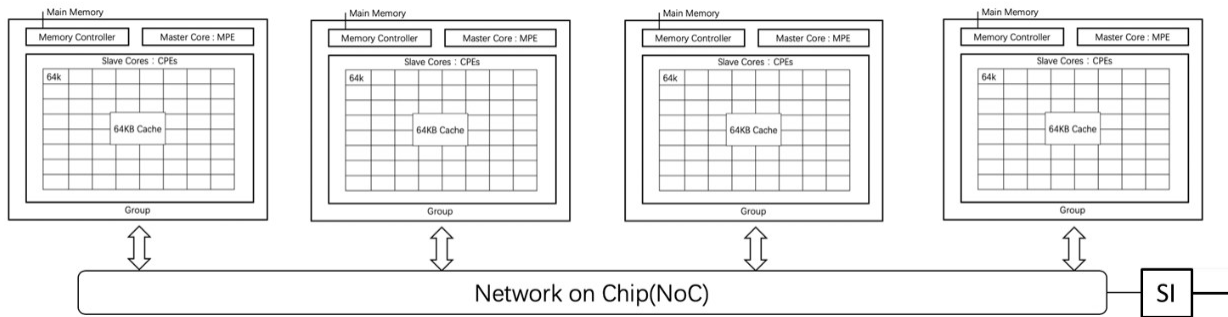 Main Memory
Memory Controller
Master Core : MPE
Slave Cores : CPEs
64k
64KB Cache
Group
Main Memory
Memory Controller
Master Core : MPE
Slave Cores : CPEs
64k
64KB Cache
Group
Main Memory
Memory Controller
Master Core : MPE
Slave Cores : CPEs
64k
64KB Cache
Group
Main Memory
Memory Controller
Master Core : MPE
Slave Cores : CPEs
64k
64KB Cache
Group
Network on Chip(NoC)
SI